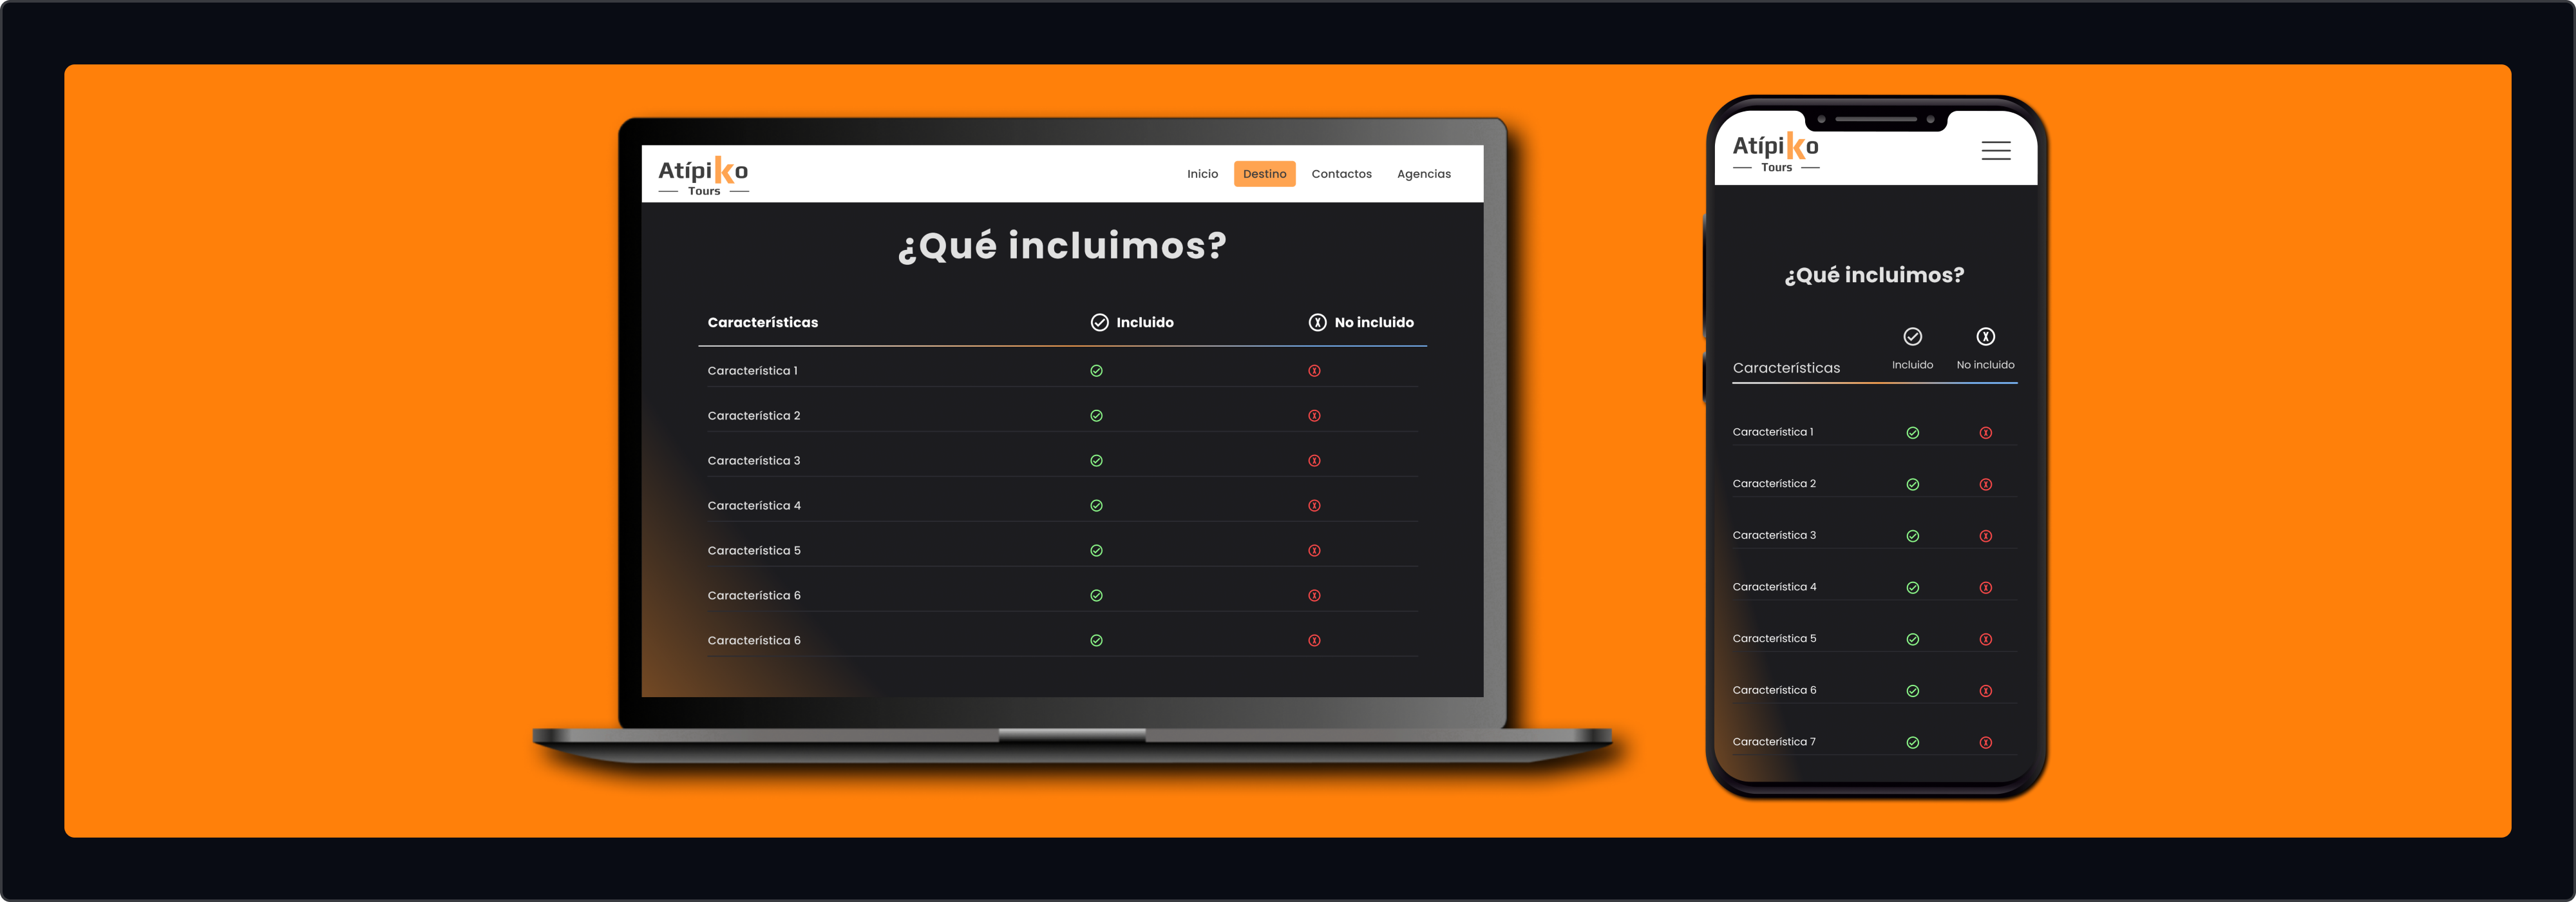 Atípiko
Tours
Inicio Destino Contactos Agencias
¿Qué incluimos?
Características Incluido No incluido
Característica 1
Característica 2
Característica 3
Característica 4
Característica 5
Característica 6
Característica 6
Atípiko
Tours
¿Qué incluimos?
Características Incluido No incluido
Característica 1
Característica 2
Característica 3
Característica 4
Característica 5
Característica 6
Característica 7